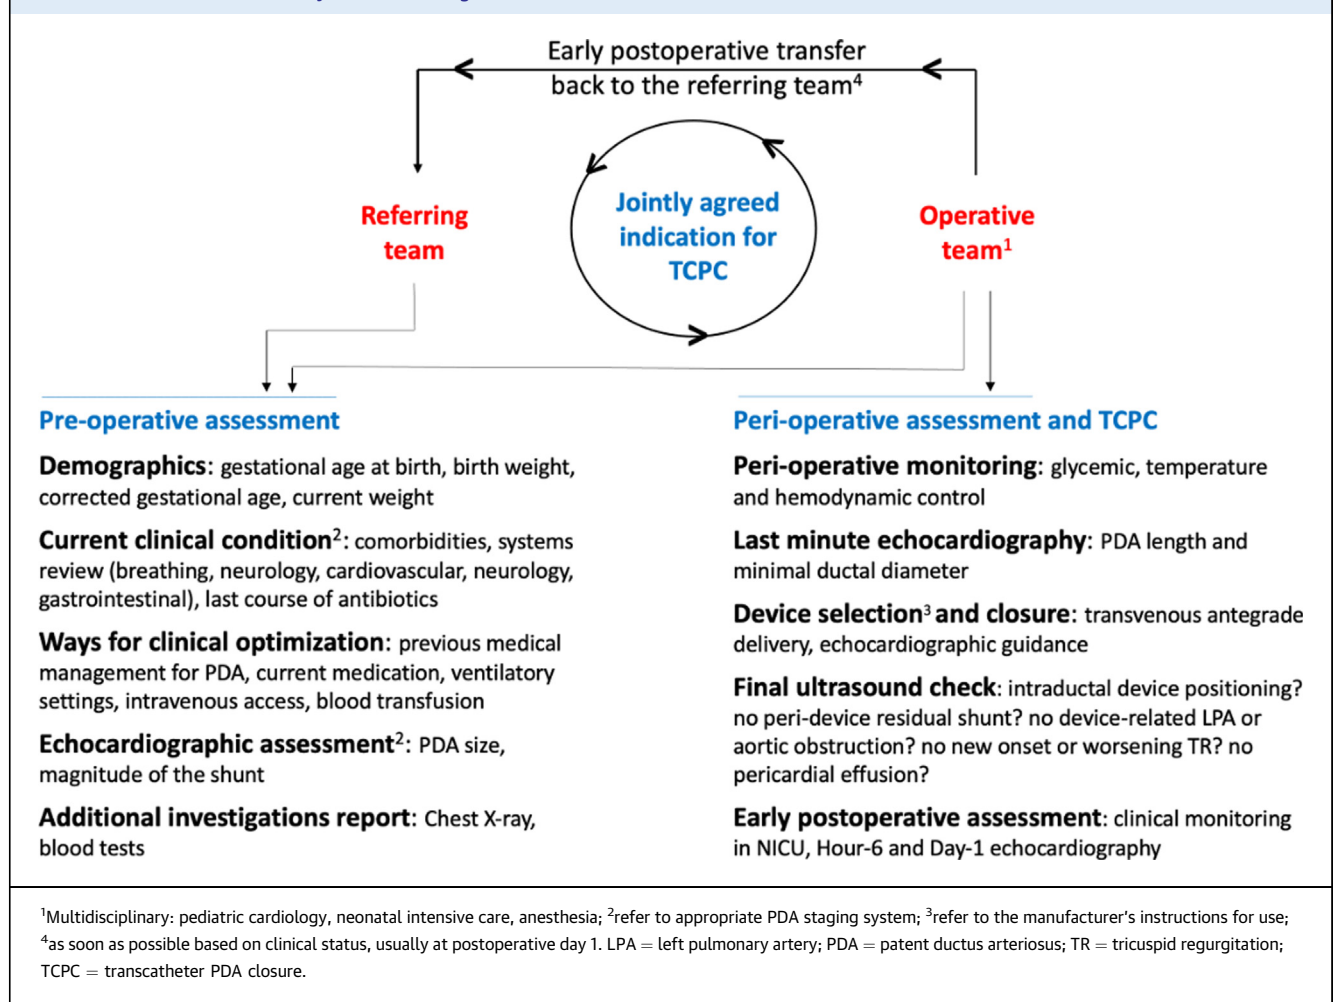 Early postoperative transfer
back to the referring team⁴
Referring
team
Jointly agreed
indication for
TCPC
Operative
team¹
Pre-operative assessment
Demographics: gestational age at birth, birth weight,
corrected gestational age, current weight
Current clinical condition²: comorbidities, systems
review (breathing, neurology, cardiovascular, neurology,
gastrointestinal), last course of antibiotics
Ways for clinical optimization: previous medical
management for PDA, current medication, ventilatory
settings, intravenous access, blood transfusion
Echocardiographic assessment²: PDA size,
magnitude of the shunt
Additional investigations report: Chest X-ray,
blood tests
Peri-operative assessment and TCPC
Peri-operative monitoring: glycemic, temperature
and hemodynamic control
Last minute echocardiography: PDA length and
minimal ductal diameter
Device selection³ and closure: transvenous antegrade
delivery, echocardiographic guidance
Final ultrasound check: intraductal device positioning?
no peri-device residual shunt? no device-related LPA or
aortic obstruction? no new onset or worsening TR? no
pericardial effusion?
Early postoperative assessment: clinical monitoring
in NICU, Hour-6 and Day-1 echocardiography
¹Multidisciplinary: pediatric cardiology, neonatal intensive care, anesthesia; ²refer to appropriate PDA staging system; ³refer to the manufacturer's instructions for use;
⁴as soon as possible based on clinical status, usually at postoperative day 1. LPA = left pulmonary artery; PDA = patent ductus arteriosus; TR = tricuspid regurgitation;
TCPC = transcatheter PDA closure.